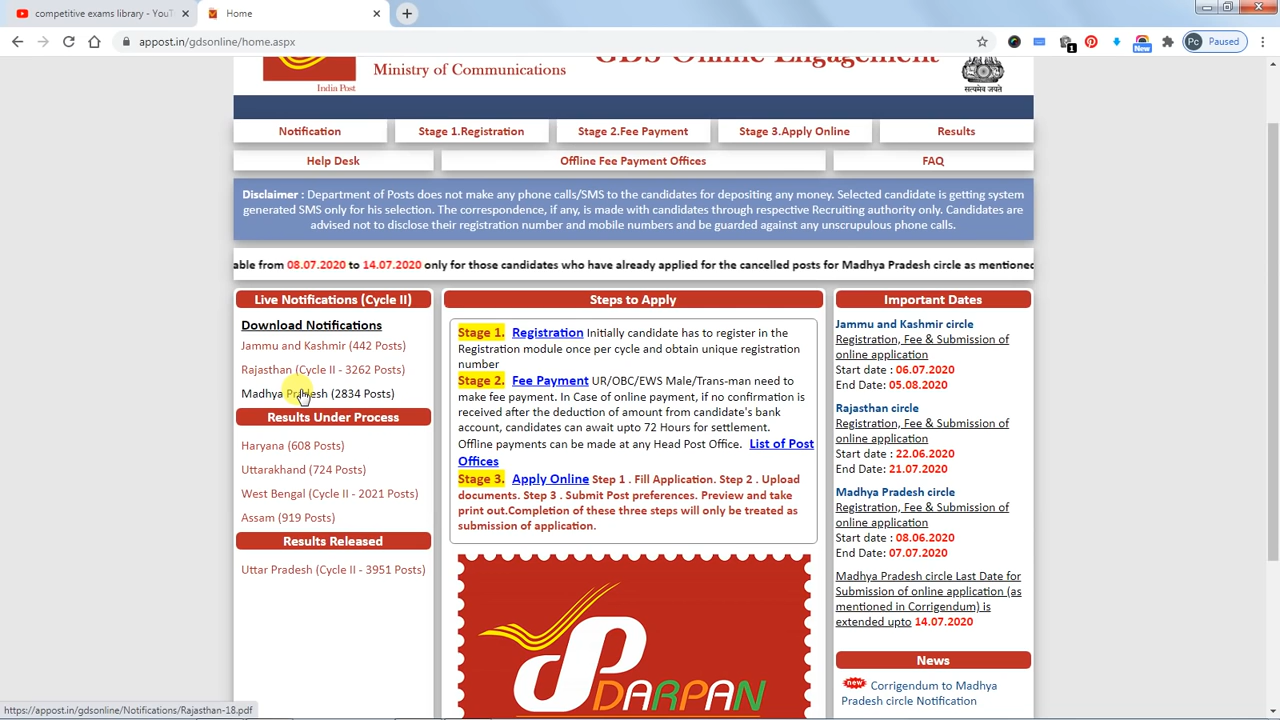 competitive exams library - YouT
Home
appost.in/gdsonline/home.aspx
1
New
Pc
Paused
India Post
Ministry of Communications
GDS Online Engagement
सत्यमेव जयते
Notification
Stage 1.Registration
Stage 2.Fee Payment
Stage 3.Apply Online
Results
Help Desk
Offline Fee Payment Offices
FAQ
Disclaimer : Department of Posts does not make any phone calls/SMS to the candidates for depositing any money. Selected candidate is getting system
generated SMS only for his selection. The correspondence, if any, is made with candidates through respective Recruiting authority only. Candidates are
advised not to disclose their registration number and mobile numbers and be guarded against any unscrupulous phone calls.
able from 08.07.2020 to 14.07.2020 only for those candidates who have already applied for the cancelled posts for Madhya Pradesh circle as mentioned
Live Notifications (Cycle II)
Download Notifications
Jammu and Kashmir (442 Posts)
Rajasthan (Cycle II - 3262 Posts)
Madhya Pradesh (2834 Posts)
Results Under Process
Haryana (608 Posts)
Uttarakhand (724 Posts)
West Bengal (Cycle II - 2021 Posts)
Assam (919 Posts)
Results Released
Uttar Pradesh (Cycle II - 3951 Posts)
Steps to Apply
Stage 1. Registration Initially candidate has to register in the
Registration module once per cycle and obtain unique registration
number
Stage 2. Fee Payment UR/OBC/EWS Male/Trans-man need to
make fee payment. In Case of online payment, if no confirmation is
received after the deduction of amount from candidate's bank
account, candidates can await upto 72 Hours for settlement.
Offline payments can be made at any Head Post Office. List of Post
Offices
Stage 3. Apply Online Step 1 . Fill Application. Step 2 . Upload
documents. Step 3 . Submit Post preferences. Preview and take
print out.Completion of these three steps will only be treated as
submission of application.
DARPAN
Important Dates
Jammu and Kashmir circle
Registration, Fee & Submission of
online application
Start date : 06.07.2020
End Date: 05.08.2020
Rajasthan circle
Registration, Fee & Submission of
online application
Start date : 22.06.2020
End Date: 21.07.2020
Madhya Pradesh circle
Registration, Fee & Submission of
online application
Start date : 08.06.2020
End Date: 07.07.2020
Madhya Pradesh circle Last Date for
Submission of online application (as
mentioned in Corrigendum) is
extended upto 14.07.2020
News
new Corrigendum to Madhya
Pradesh circle Notification
https://appost.in/gdsonline/Notifications/Rajasthan-18.pdf